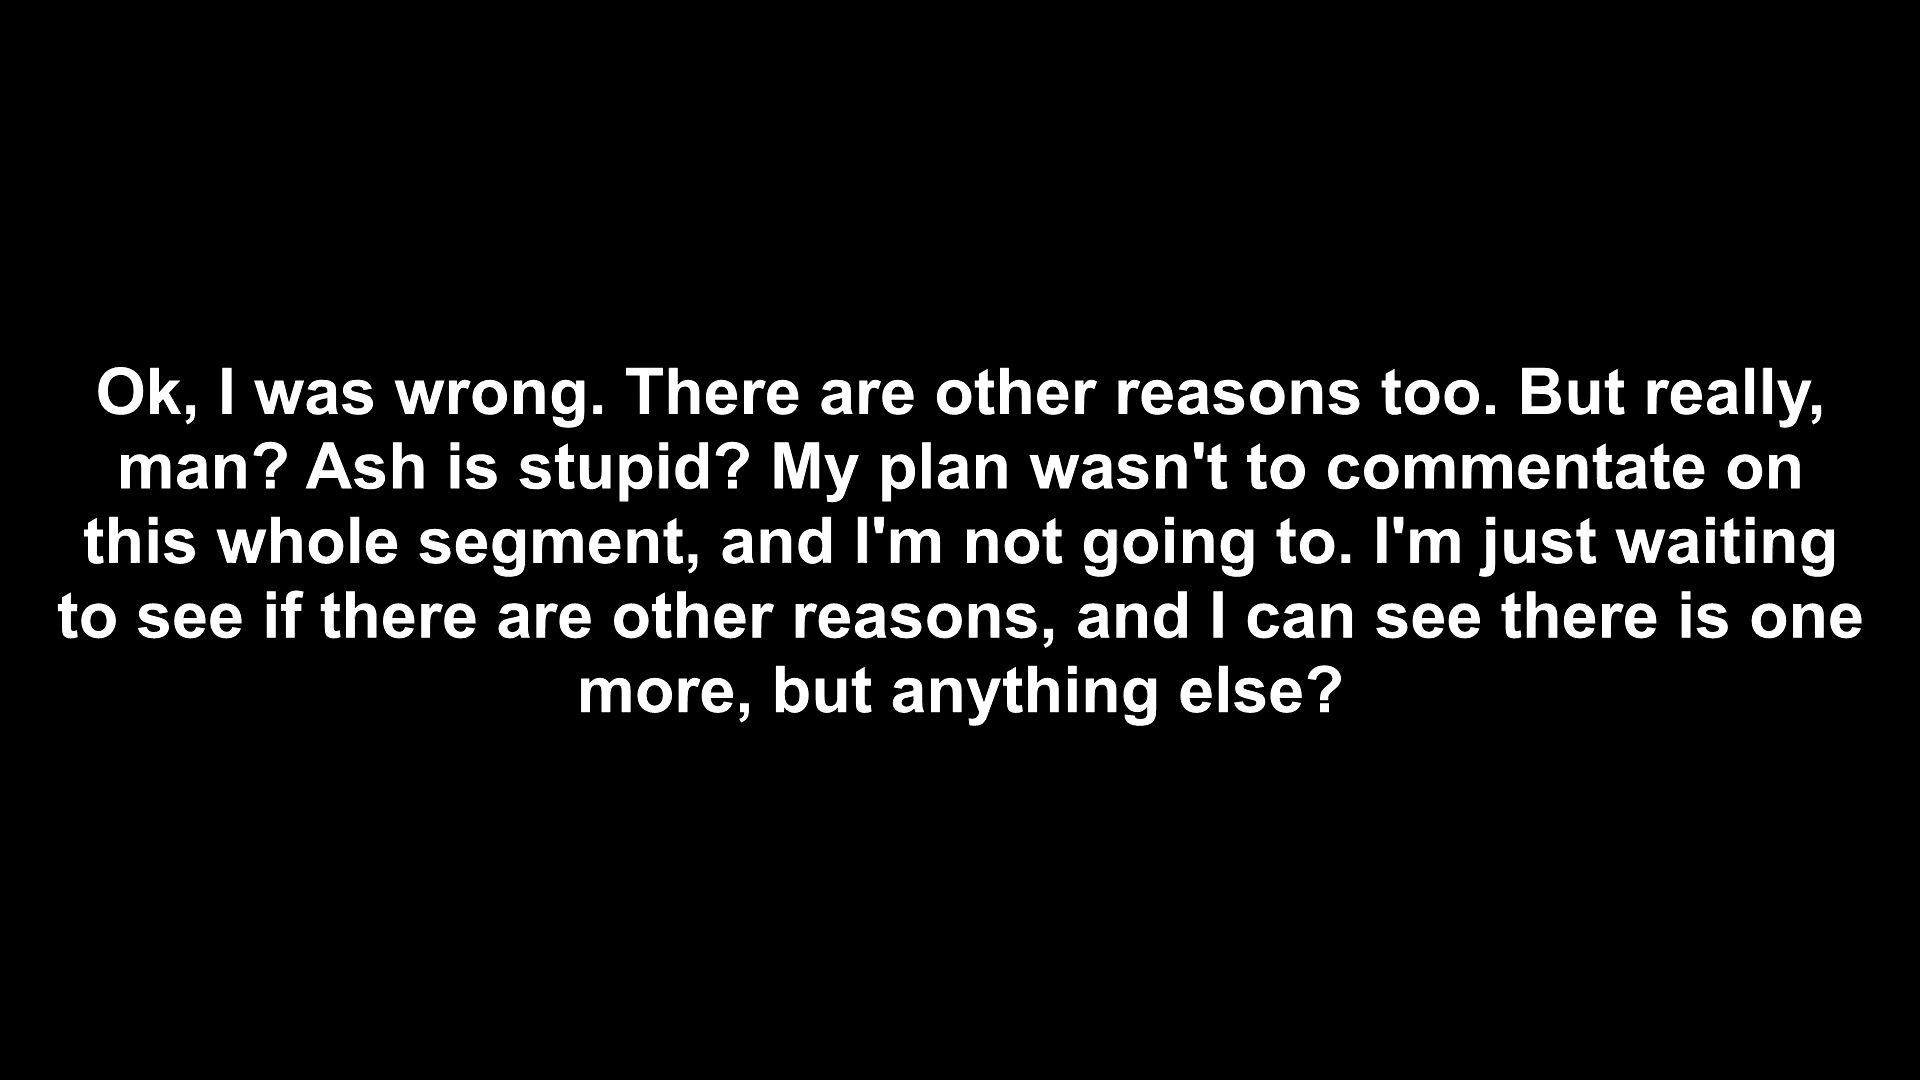 Ok, I was wrong. There are other reasons too. But really,
man? Ash is stupid? My plan wasn't to commentate on
this whole segment, and I'm not going to. I'm just waiting
to see if there are other reasons, and I can see there is one
more, but anything else?